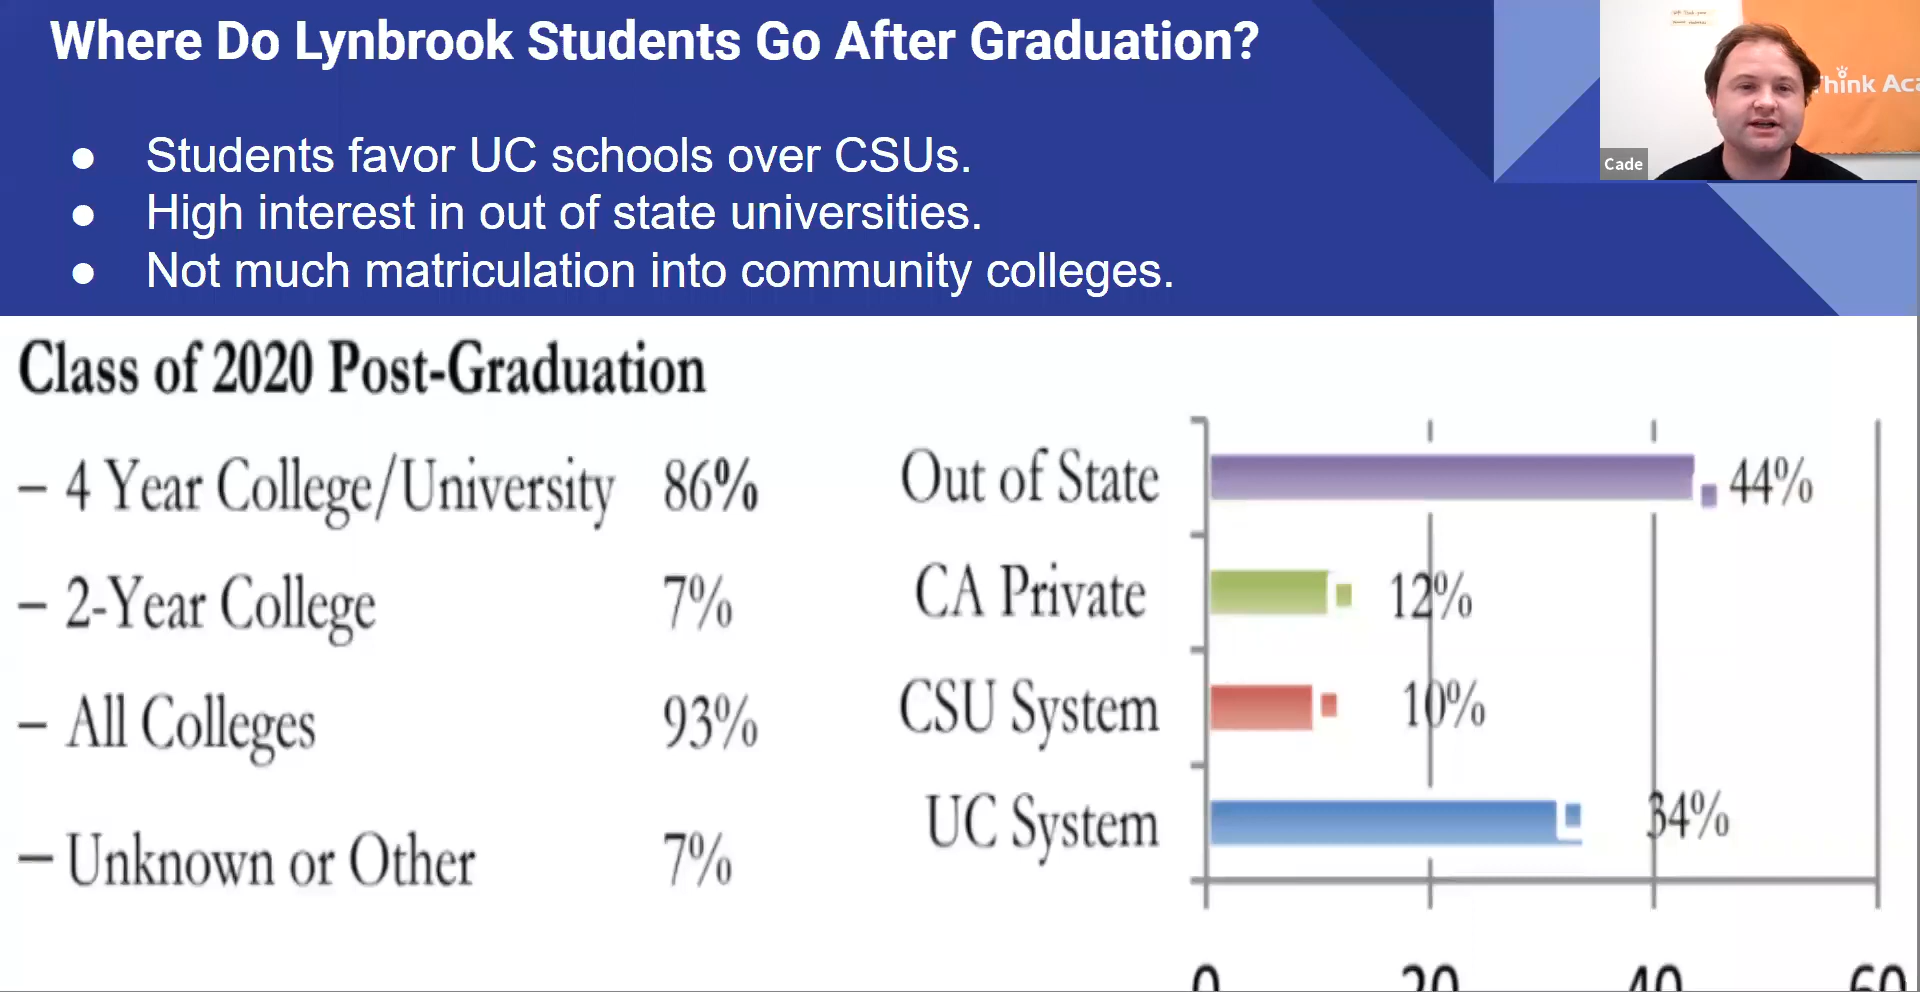 Where Do Lynbrook Students Go After Graduation?
● Students favor UC schools over CSUs.
● High interest in out of state universities.
● Not much matriculation into community colleges.
Think Aca
Cade
Class of 2020 Post-Graduation
– 4 Year College/University 86%
– 2-Year College 7%
– All Colleges 93%
– Unknown or Other 7%
Out of State 44%
CA Private 12%
CSU System 10%
UC System 34%
0 20 40 60